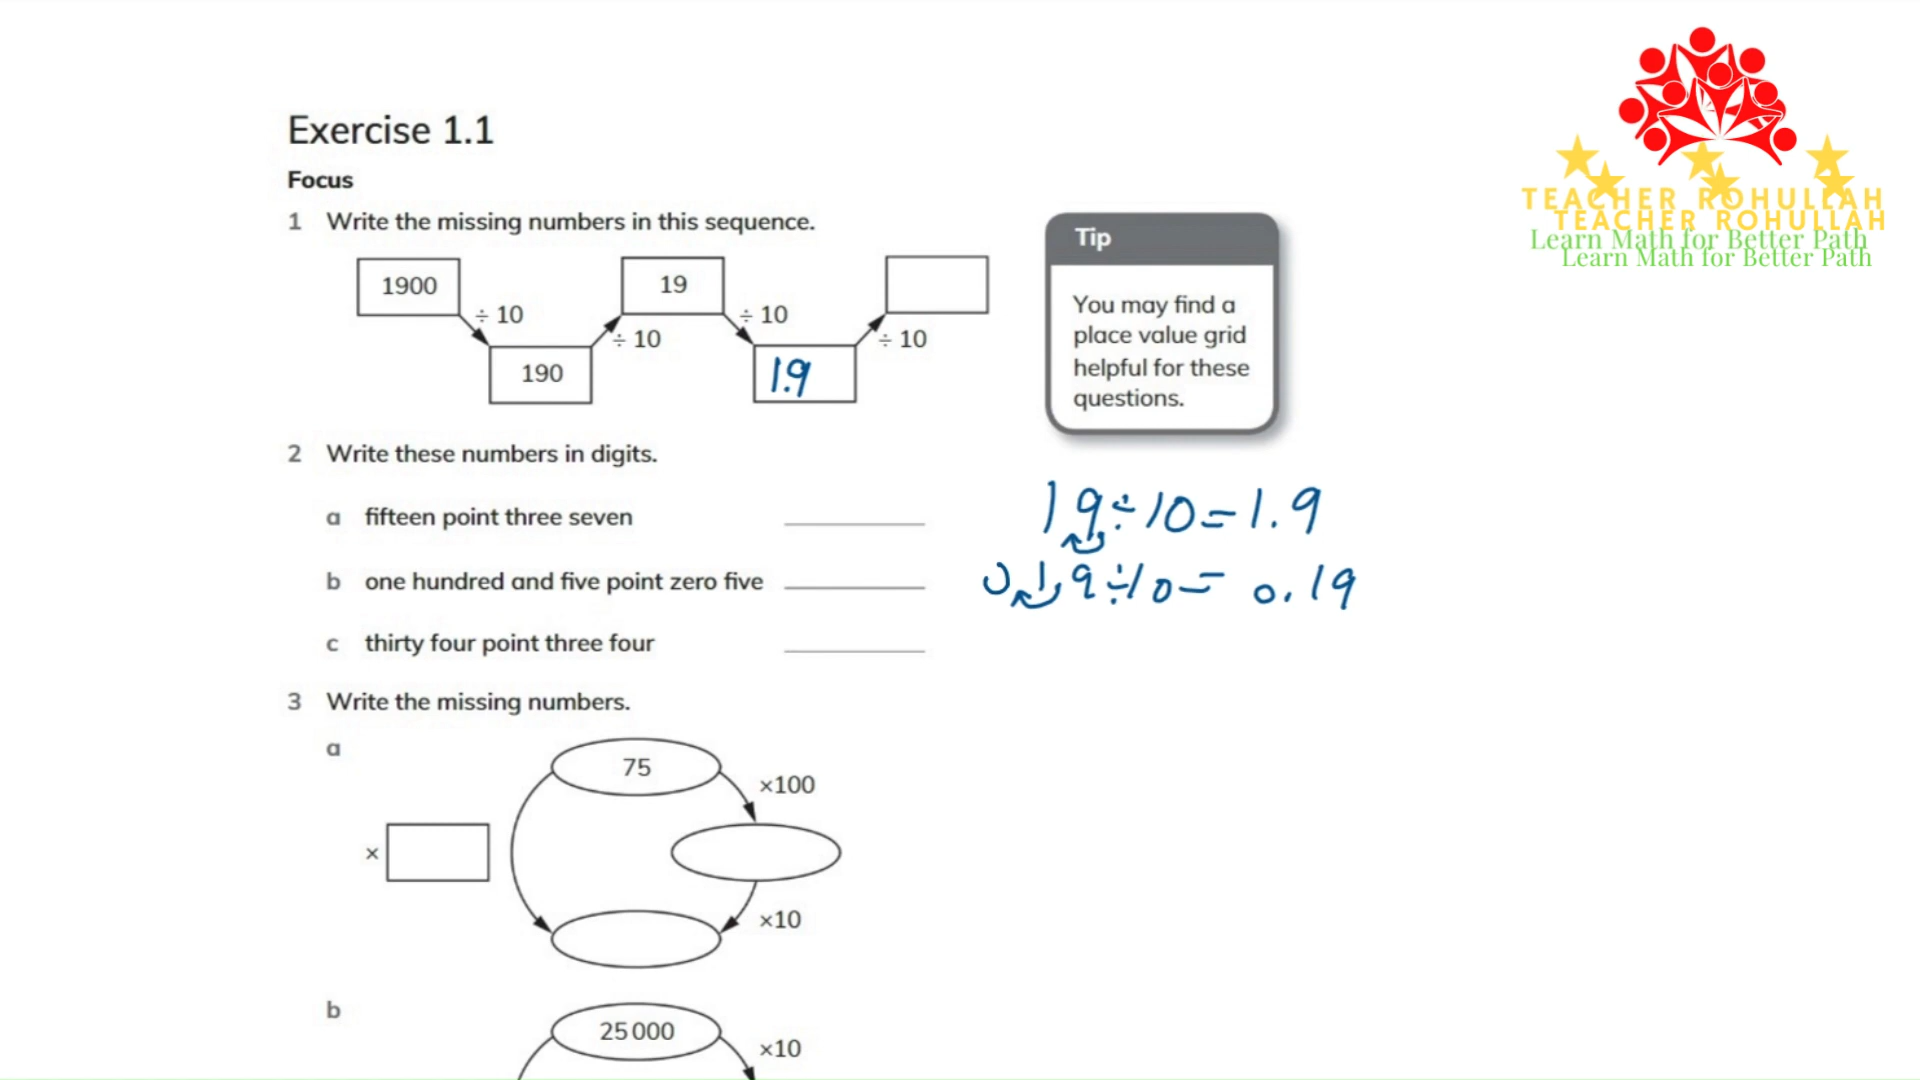 Exercise 1.1
Focus
1 Write the missing numbers in this sequence.
1900
÷ 10
190
÷ 10
19
÷ 10
1.9
÷ 10
Tip
You may find a
place value grid
helpful for these
questions.
2 Write these numbers in digits.
a fifteen point three seven
b one hundred and five point zero five
c thirty four point three four
19÷10=1.9
0.1.9÷10= 0.19
3 Write the missing numbers.
a
75
×100
×
×10
b
25 000
×10
TEACHER ROHULLAH
TEACHER ROHULLAH
Learn Math for Better Path
Learn Math for Better Path